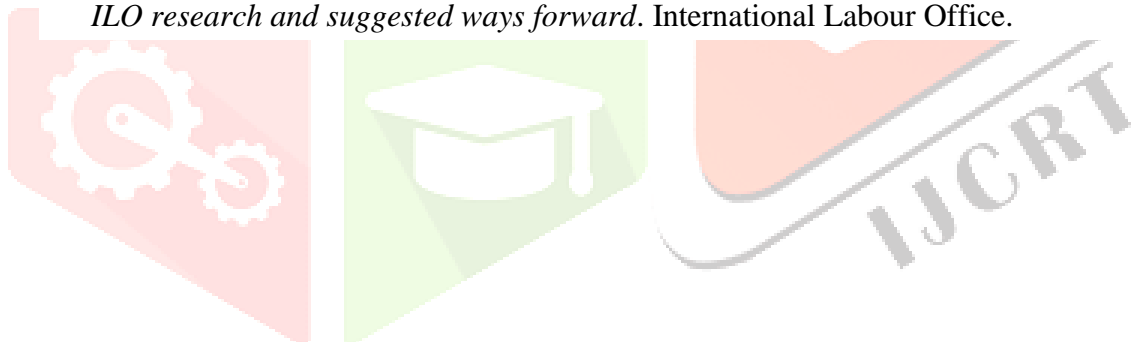 ILO research and suggested ways forward. International Labour Office.
IJCRT